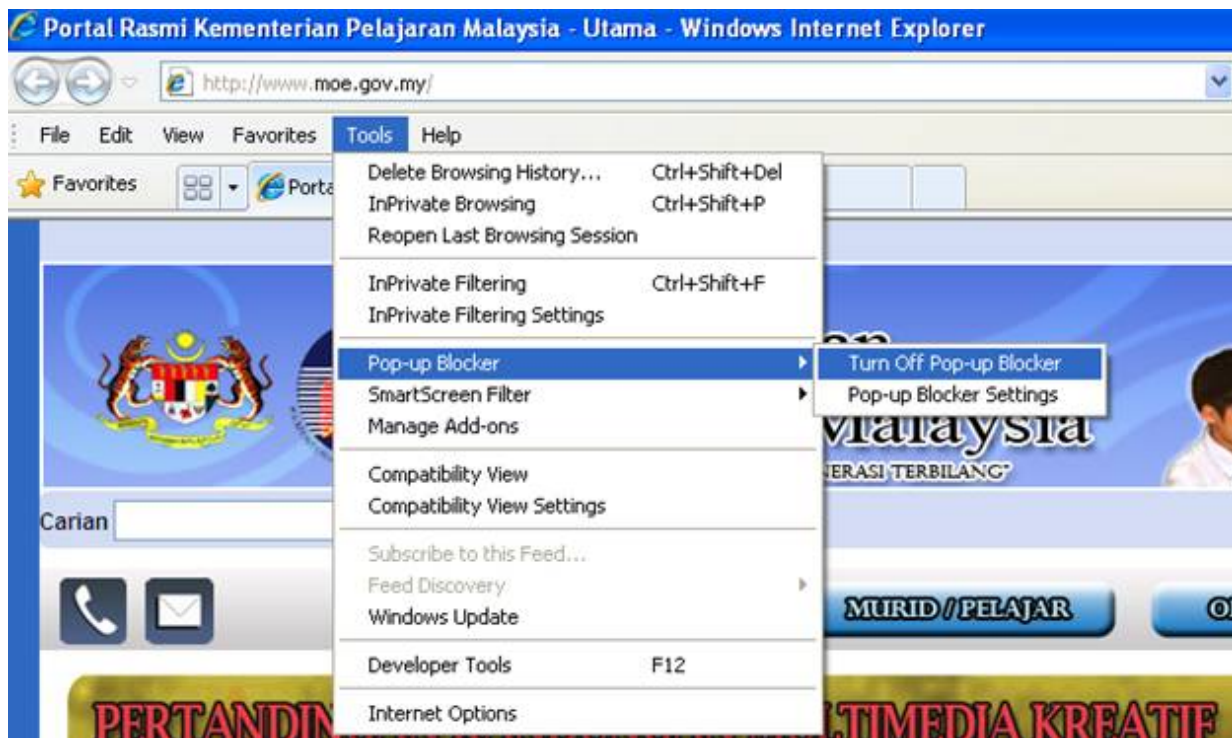 Portal Rasmi Kementerian Pelajaran Malaysia - Utama - Windows Internet Explorer
http://www.moe.gov.my/
File Edit View Favorites Tools Help
Favorites Porta
Delete Browsing History... Ctrl+Shift+Del
InPrivate Browsing Ctrl+Shift+P
Reopen Last Browsing Session
InPrivate Filtering Ctrl+Shift+F
InPrivate Filtering Settings
Pop-up Blocker
Turn Off Pop-up Blocker
SmartScreen Filter
Pop-up Blocker Settings
Manage Add-ons
Malaysia
ERASI TERBILANG"
Compatibility View
Compatibility View Settings
Carian
Subscribe to this Feed...
Feed Discovery
Windows Update
MURID / PELAJAR
Developer Tools F12
Internet Options
PERTANDIN LTIMEDIA KREATIF